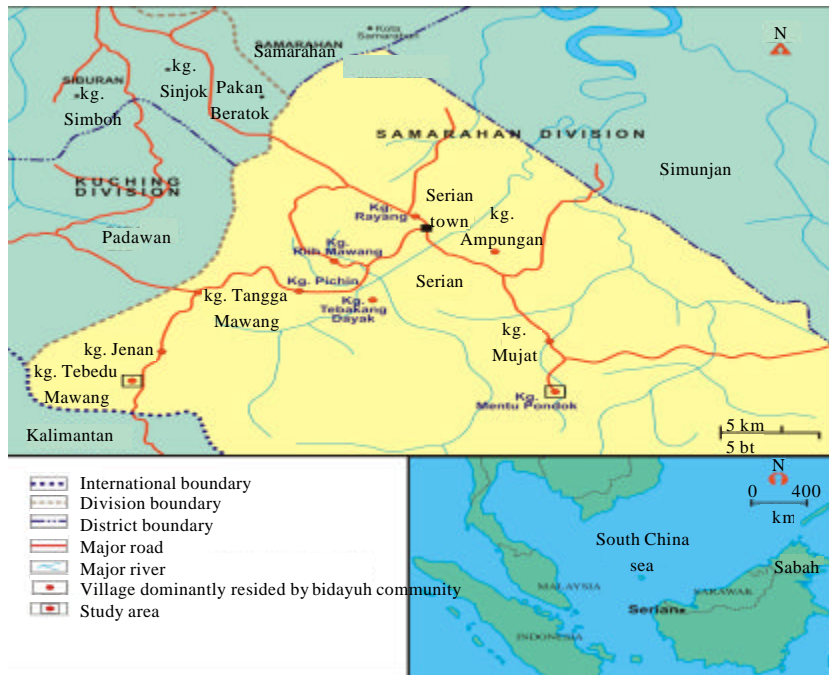 Kota
Samarahan
SAMARAHAN
Samarahan
N
kg.
Sinjok
SIBURAN
kg.
Simboh
Pakan
Beratok
SAMARAHAN DIVISION
Simunjan
KUCHING
DIVISION
Padawan
Serian
town
Kg.
Rayang
kg.
Ampungan
Kg.
Riih Mawang
Kg. Pichin
Serian
kg. Tangga
Mawang
Kg.
Tebakang
Dayak
kg.
Mujat
kg. Jenan
kg. Tebedu
Mawang
Kg.
Mentu Pondok
Kalimantan
5 km
5 bt
International boundary
Division boundary
District boundary
Major road
Major river
Village dominantly resided by bidayuh community
Study area
N
0 400
km
South China
sea
Sabah
MALAYSIA
SARAWAK
Serian
INDONESIA